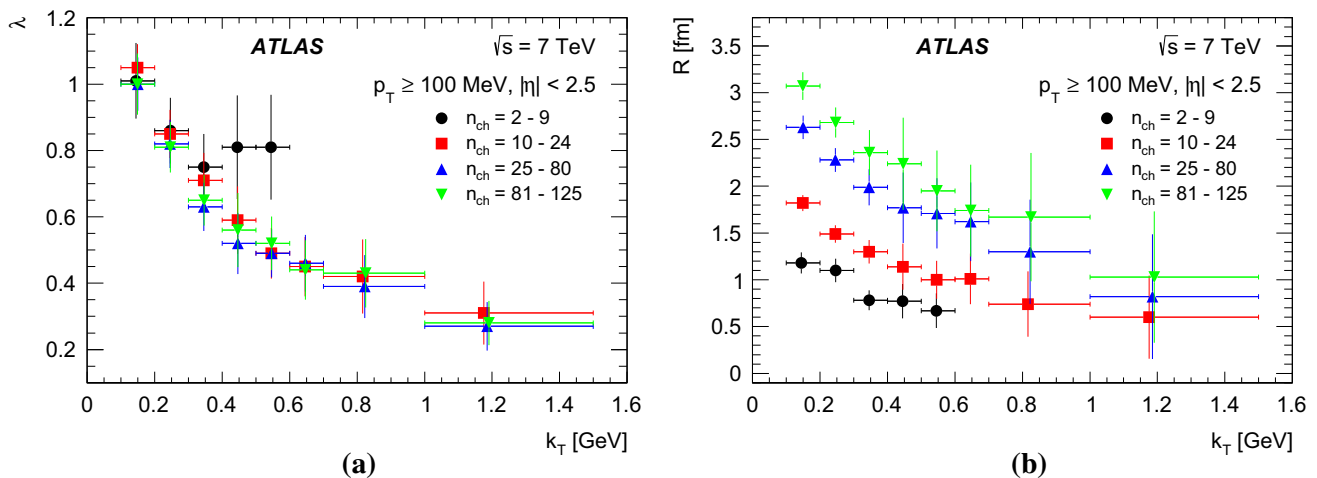 λ
1.2
1
0.8
0.6
0.4
0.2
ATLAS
√s = 7 TeV
p_T ≥ 100 MeV, |η| < 2.5
n_ch = 2 - 9
n_ch = 10 - 24
n_ch = 25 - 80
n_ch = 81 - 125
0 0.2 0.4 0.6 0.8 1 1.2 1.4 1.6
k_T [GeV]
(a)
R [fm]
3.5
3
2.5
2
1.5
1
0.5
0
ATLAS
√s = 7 TeV
p_T ≥ 100 MeV, |η| < 2.5
n_ch = 2 - 9
n_ch = 10 - 24
n_ch = 25 - 80
n_ch = 81 - 125
0 0.2 0.4 0.6 0.8 1 1.2 1.4 1.6
k_T [GeV]
(b)